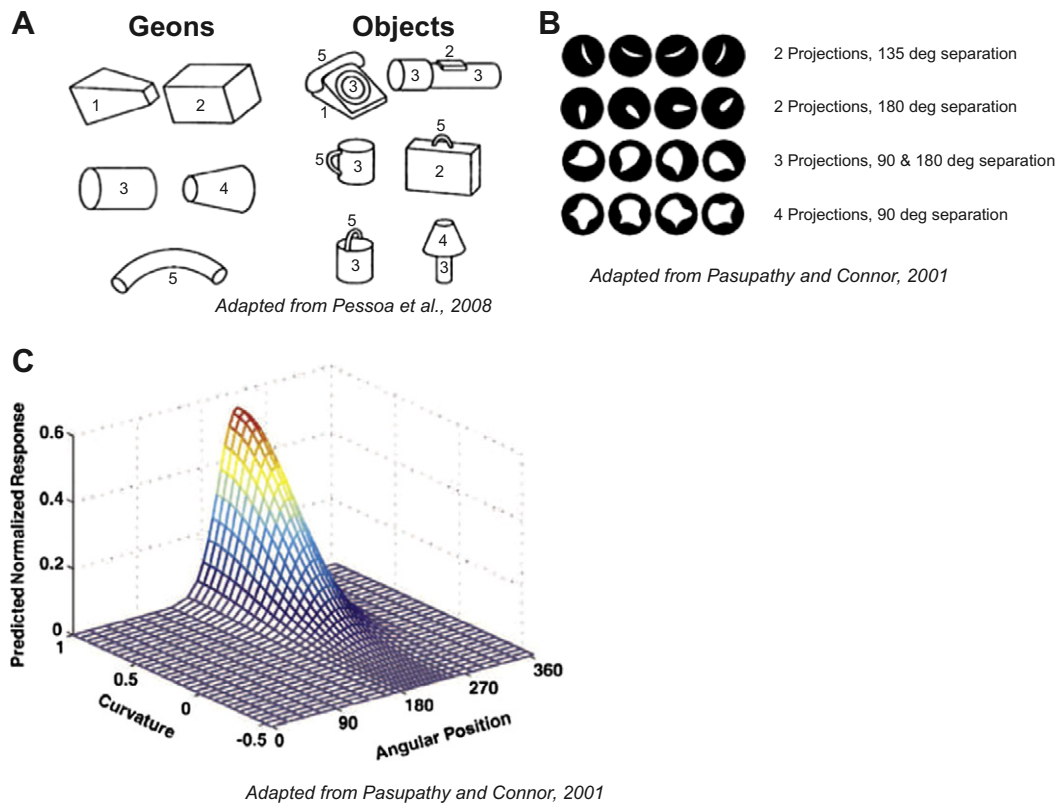 A
Geons
Objects
1
2
3
4
5
5
3
1
2
3
3
5
3
5
2
5
3
4
3
Adapted from Pessoa et al., 2008
B
2 Projections, 135 deg separation
2 Projections, 180 deg separation
3 Projections, 90 & 180 deg separation
4 Projections, 90 deg separation
Adapted from Pasupathy and Connor, 2001
C
Predicted Normalized Response
0.6
0.4
0.2
0
1
0.5
0
-0.5
Curvature
0
90
180
270
360
Angular Position
Adapted from Pasupathy and Connor, 2001